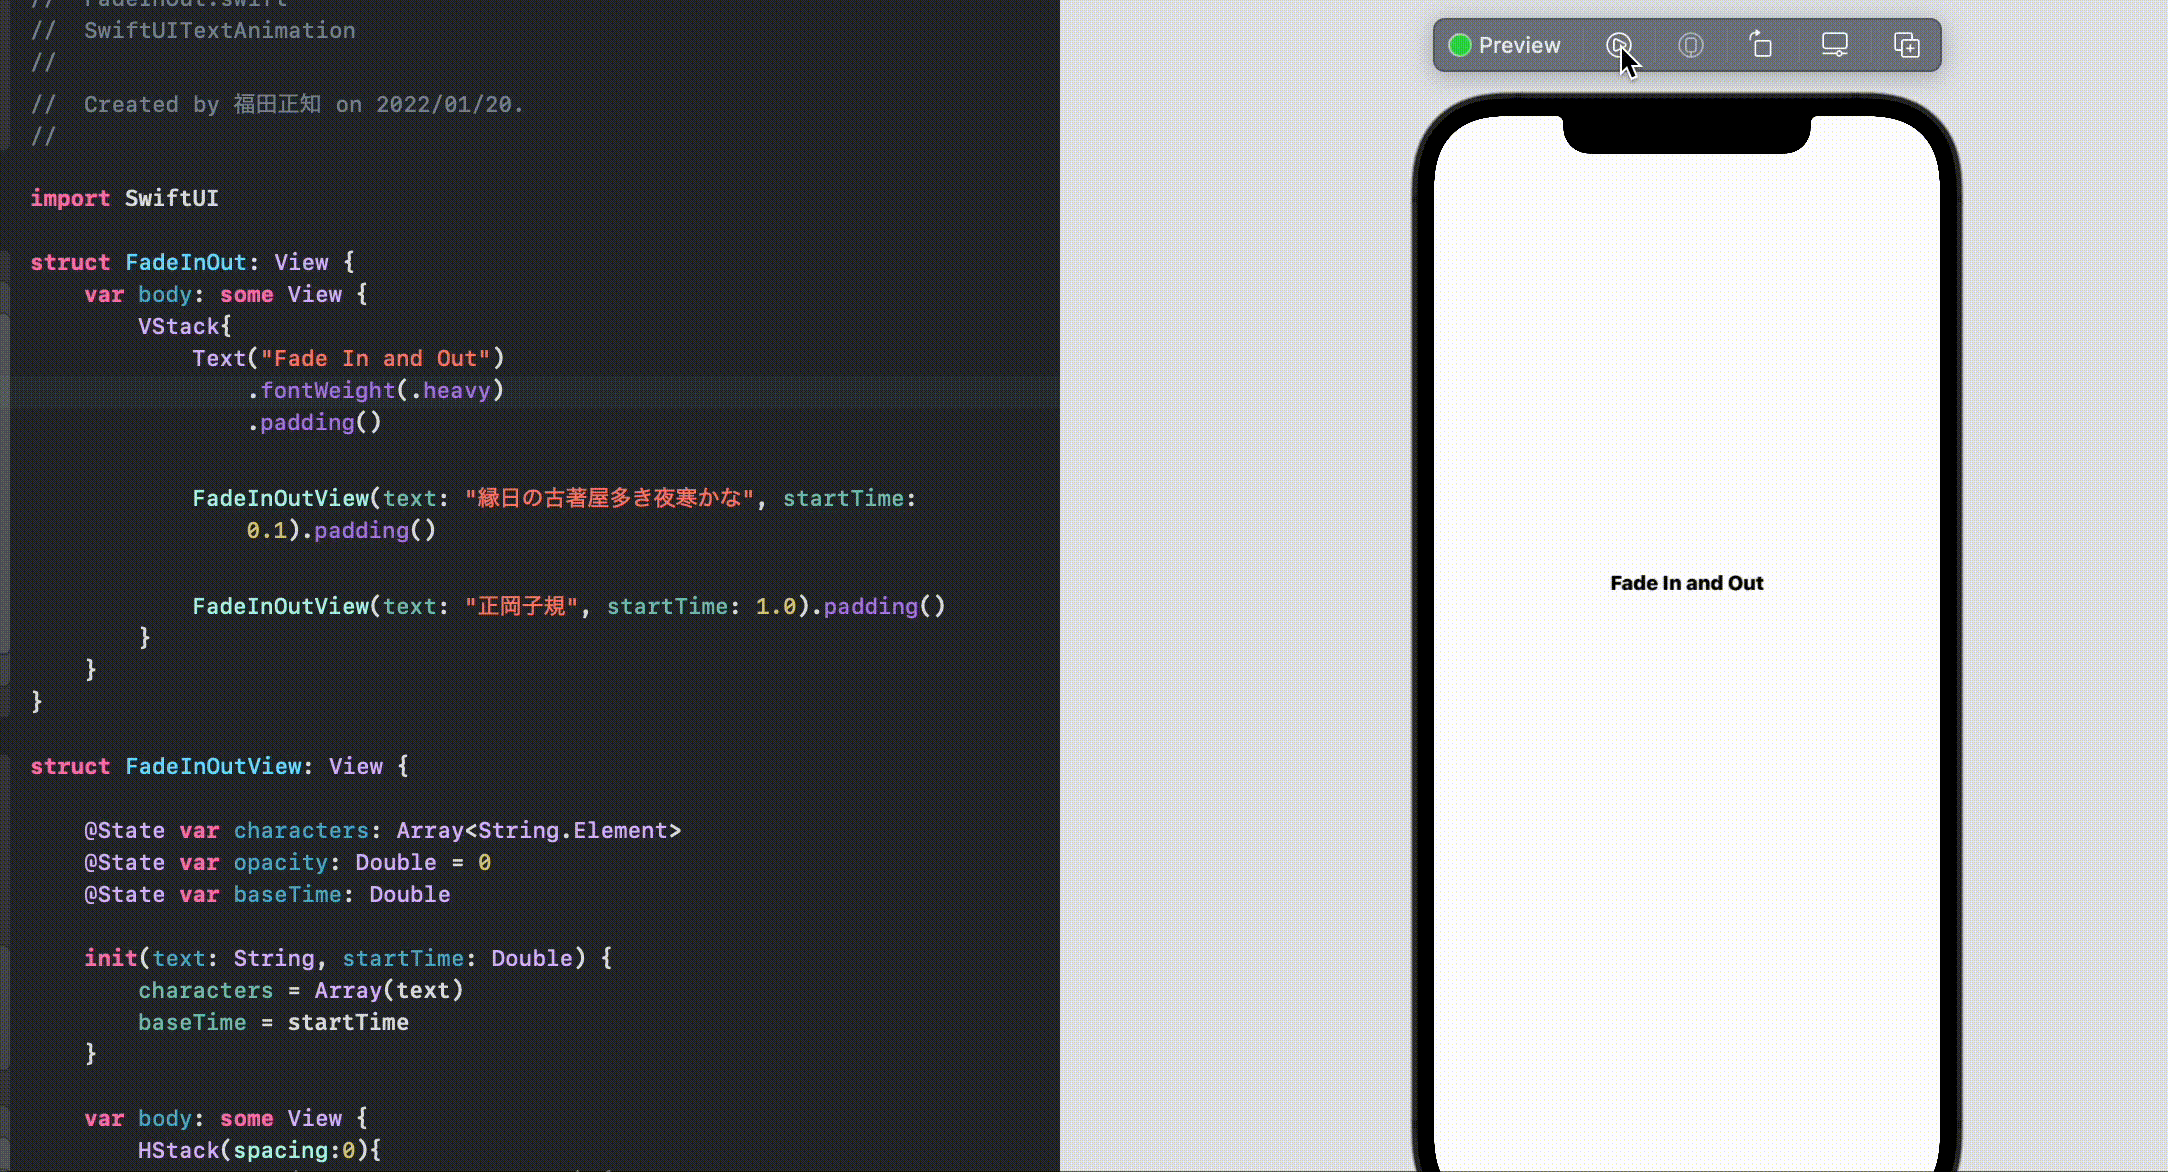 //  FadeInOut.swift
//  SwiftUITextAnimation
//
//  Created by 福田正知 on 2022/01/20.
//
import SwiftUI
struct FadeInOut: View {
    var body: some View {
        VStack{
            Text("Fade In and Out")
                .fontWeight(.heavy)
                .padding()
            FadeInOutView(text: "縁日の古著屋多き夜寒かな", startTime:
                0.1).padding()
            FadeInOutView(text: "正岡子規", startTime: 1.0).padding()
        }
    }
}
struct FadeInOutView: View {
    @State var characters: Array<String.Element>
    @State var opacity: Double = 0
    @State var baseTime: Double
    init(text: String, startTime: Double) {
        characters = Array(text)
        baseTime = startTime
    }
    var body: some View {
        HStack(spacing:0){
Preview
Fade In and Out